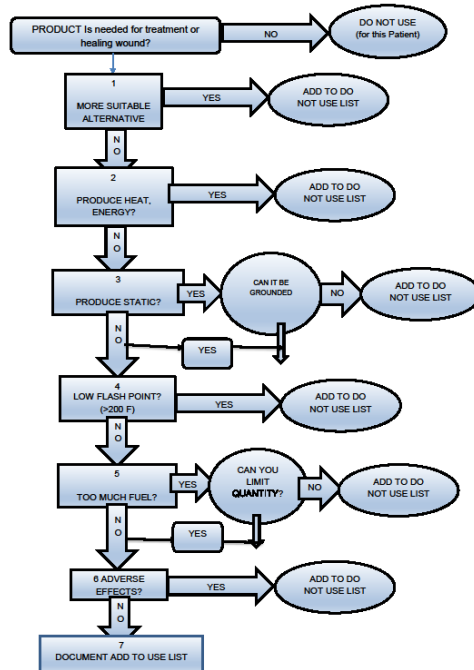 PRODUCT Is needed for treatment or
healing wound?
NO
DO NOT USE
(for this Patient)
1
MORE SUITABLE
ALTERNATIVE
YES
ADD TO DO
NOT USE LIST
N
O
2
PRODUCE HEAT,
ENERGY?
YES
ADD TO DO
NOT USE LIST
N
O
3
PRODUCE STATIC?
YES
CAN IT BE
GROUNDED
NO
ADD TO DO
NOT USE LIST
N
O
YES
4
LOW FLASH POINT?
(>200 F)
YES
ADD TO DO
NOT USE LIST
N
O
5
TOO MUCH FUEL?
YES
CAN YOU
LIMIT
QUANTITY?
NO
ADD TO DO
NOT USE LIST
N
O
YES
6 ADVERSE
EFFECTS?
YES
ADD TO DO
NOT USE LIST
N
O
7
DOCUMENT ADD TO USE LIST